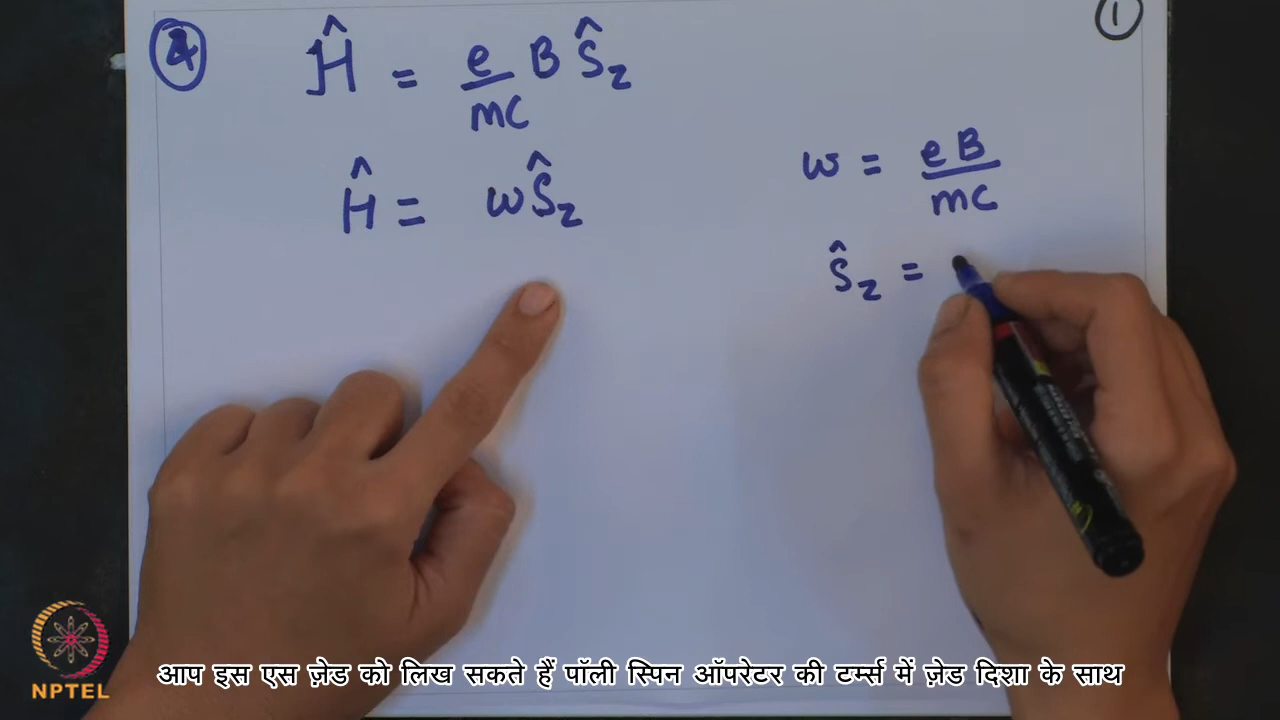 4
1
Ĥ = e/mc B Ŝz
Ĥ = ωŜz
ω = eB/mc
Ŝz =
NPTEL
आप इस एस ज़ेड को लिख सकते हैं पॉली स्पिन ऑपरेटर की टर्म्स में ज़ेड दिशा के साथ